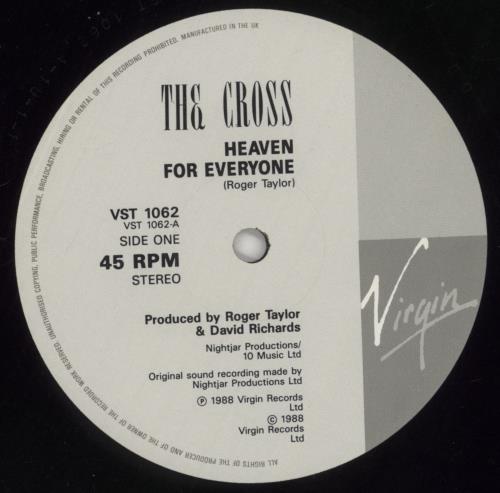 TH& CROSS
HEAVEN
FOR EVERYONE
(Roger Taylor)
VST 1062
VST 1062-A
SIDE ONE
45 RPM
STEREO
Produced by Roger Taylor
& David Richards
Nightjar Productions/
10 Music Ltd
Original sound recording made by
Nightjar Productions Ltd
Ⓟ 1988 Virgin Records
Ltd
© 1988
Virgin Records
Ltd
Virgin
ALL RIGHTS OF THE PRODUCER AND OF THE OWNER OF THE RECORDED WORK RESERVED. UNAUTHORISED COPYING, PUBLIC PERFORMANCE, BROADCASTING, HIRING OR RENTAL OF THIS RECORDING PROHIBITED. MANUFACTURED IN THE UK